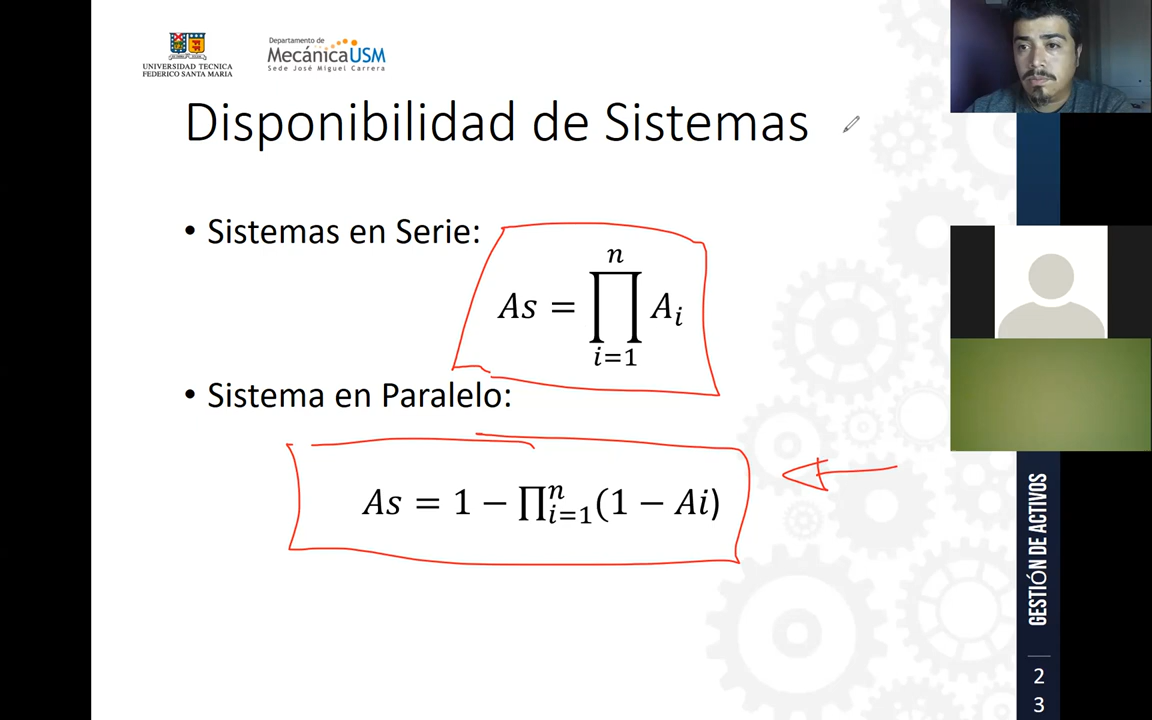 UNIVERSIDAD TECNICA
FEDERICO SANTA MARIA
Departamento de
MecánicaUSM
Sede José Miguel Carrera
Disponibilidad de Sistemas
• Sistemas en Serie:
As = ∏_{i=1}^{n} A_i
• Sistema en Paralelo:
As = 1 − ∏_{i=1}^{n}(1 − Ai)
GESTIÓN DE ACTIVOS
2
3